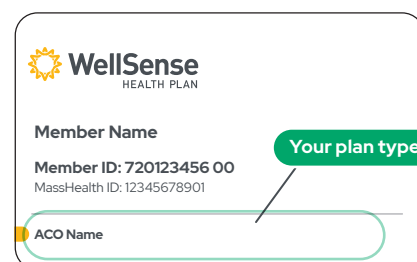 WellSense
HEALTH PLAN
Member Name
Your plan type
Member ID: 720123456 00
MassHealth ID: 12345678901
ACO Name